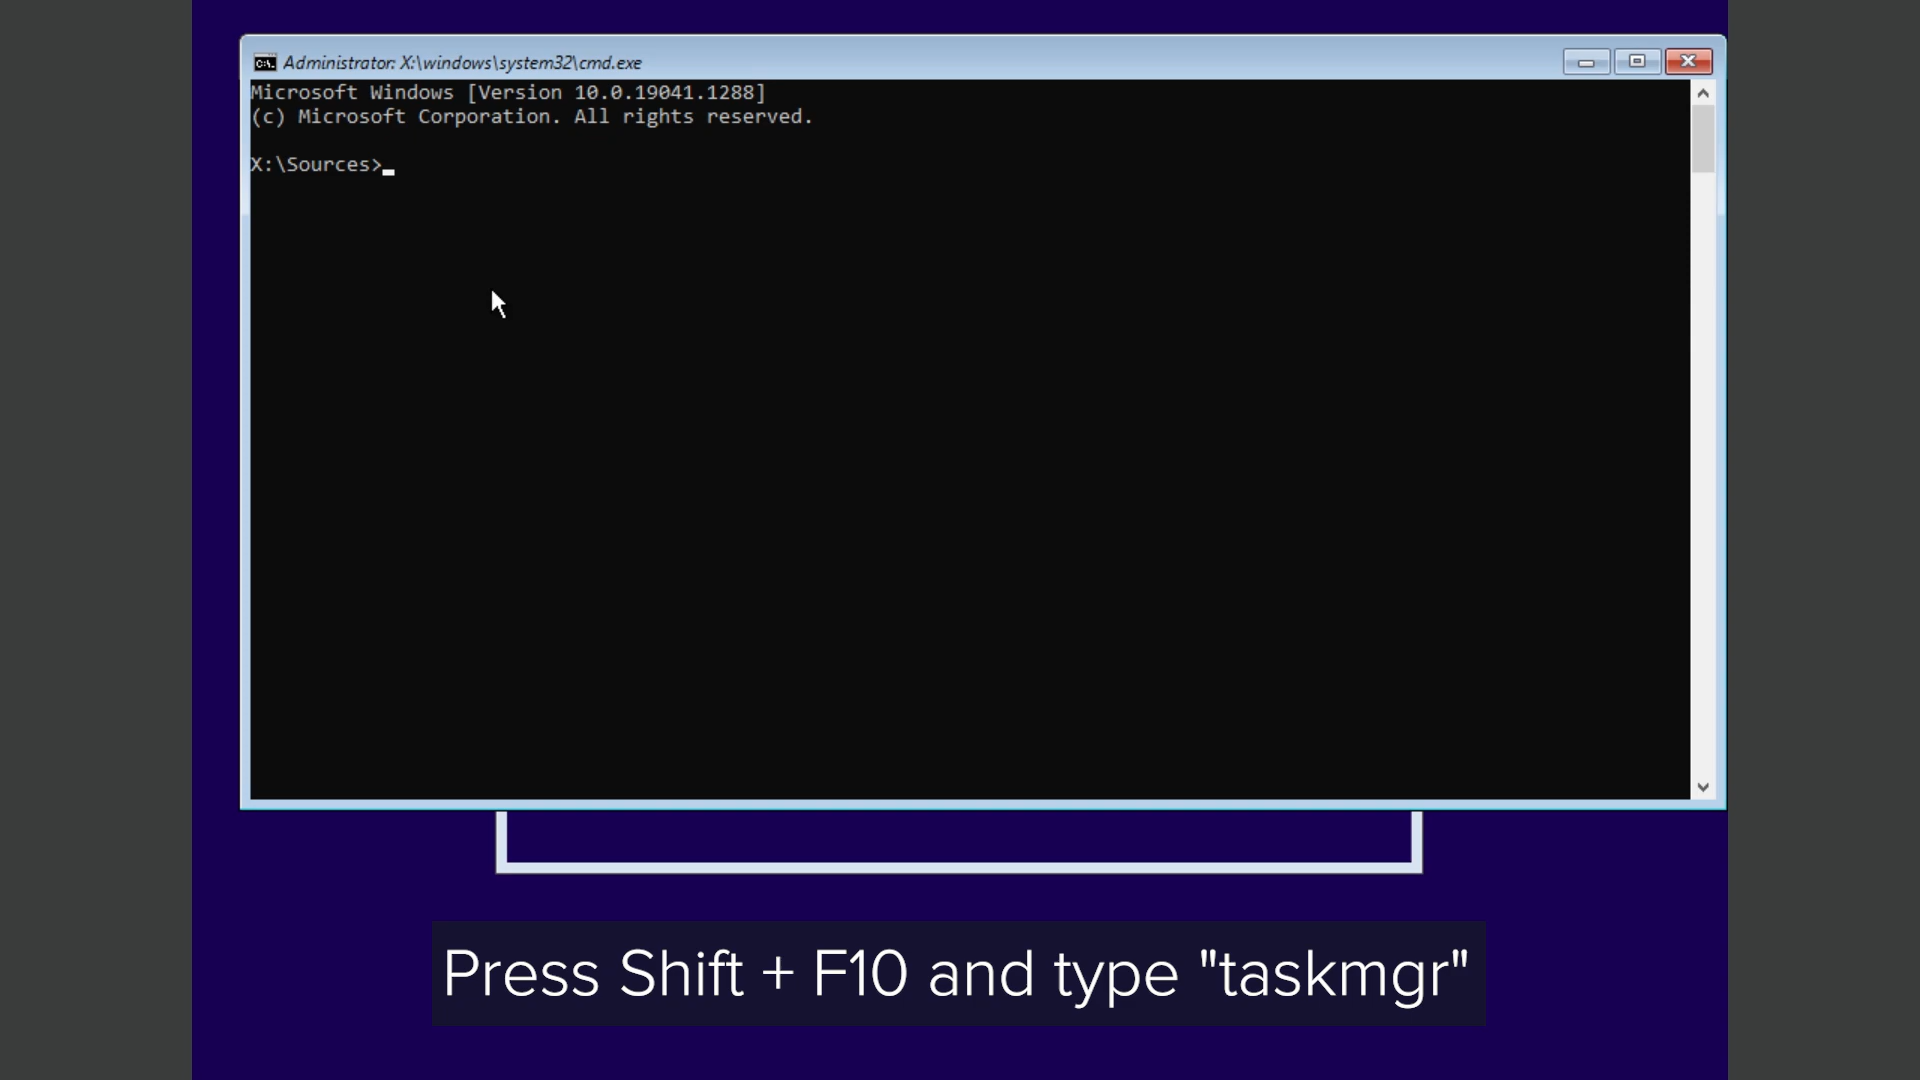 Administrator: X:\windows\system32\cmd.exe
Microsoft Windows [Version 10.0.19041.1288]
(c) Microsoft Corporation. All rights reserved.
X:\Sources>
Press Shift + F10 and type "taskmgr"